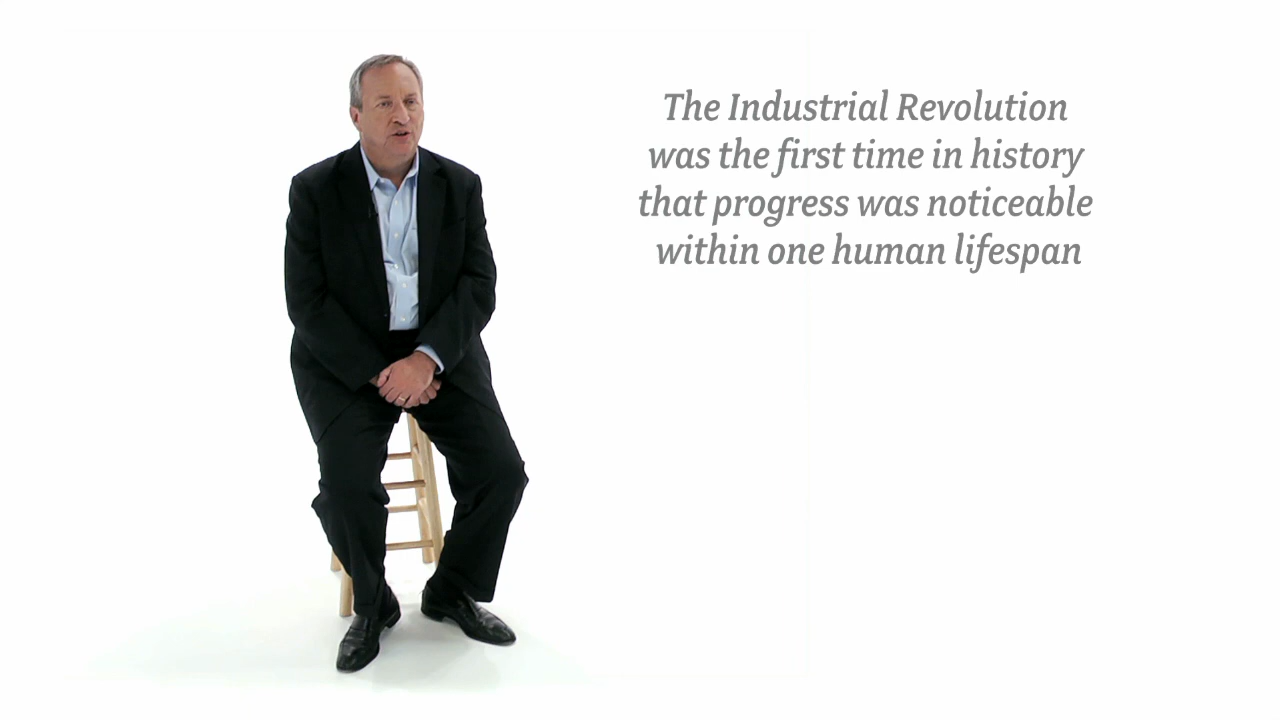 The Industrial Revolution
was the first time in history
that progress was noticeable
within one human lifespan